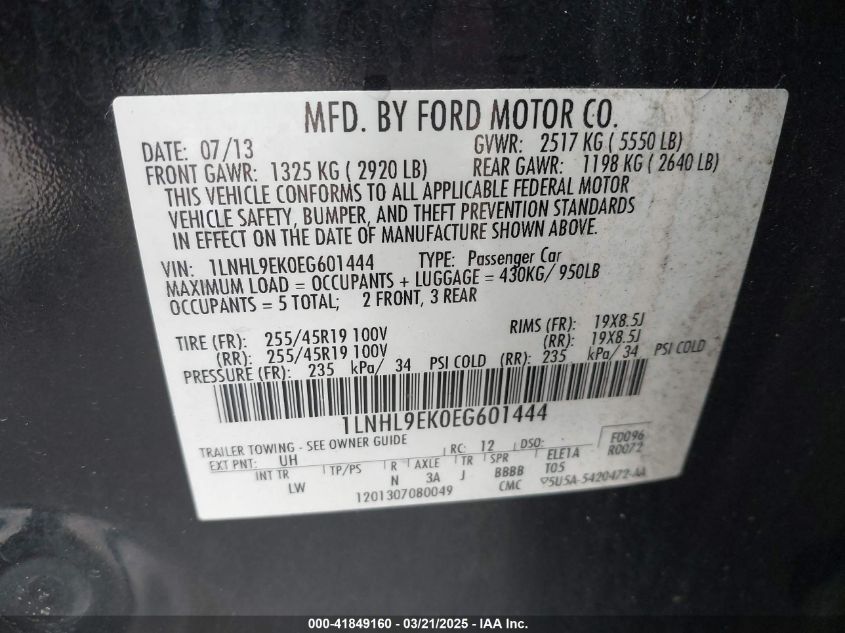 MFD. BY FORD MOTOR CO.
DATE: 07/13 GVWR: 2517 KG ( 5550 LB)
FRONT GAWR: 1325 KG ( 2920 LB) REAR GAWR: 1198 KG ( 2640 LB)
THIS VEHICLE CONFORMS TO ALL APPLICABLE FEDERAL MOTOR
VEHICLE SAFETY, BUMPER, AND THEFT PREVENTION STANDARDS
IN EFFECT ON THE DATE OF MANUFACTURE SHOWN ABOVE.
VIN: 1LNHL9EK0EG601444 TYPE: Passenger Car
MAXIMUM LOAD = OCCUPANTS + LUGGAGE = 430KG/ 950LB
OCCUPANTS = 5 TOTAL; 2 FRONT, 3 REAR
TIRE (FR): 255/45R19 100V RIMS (FR): 19X8.5J
(RR): 255/45R19 100V (RR): 19X8.5J
PRESSURE (FR): 235 kPa/ 34 PSI COLD (RR): 235 kPa/ 34 PSI COLD
1LNHL9EK0EG601444
TRAILER TOWING - SEE OWNER GUIDE RC: 12 DSO: F0096
EXT PNT: UH ELE1A R0072
INT TR TP/PS R AXLE TR SPR T05
LW N 3A J BBBB
1201307080049 CMC 5U5A-5420472-AA
000-41849160 - 03/21/2025 - IAA Inc.